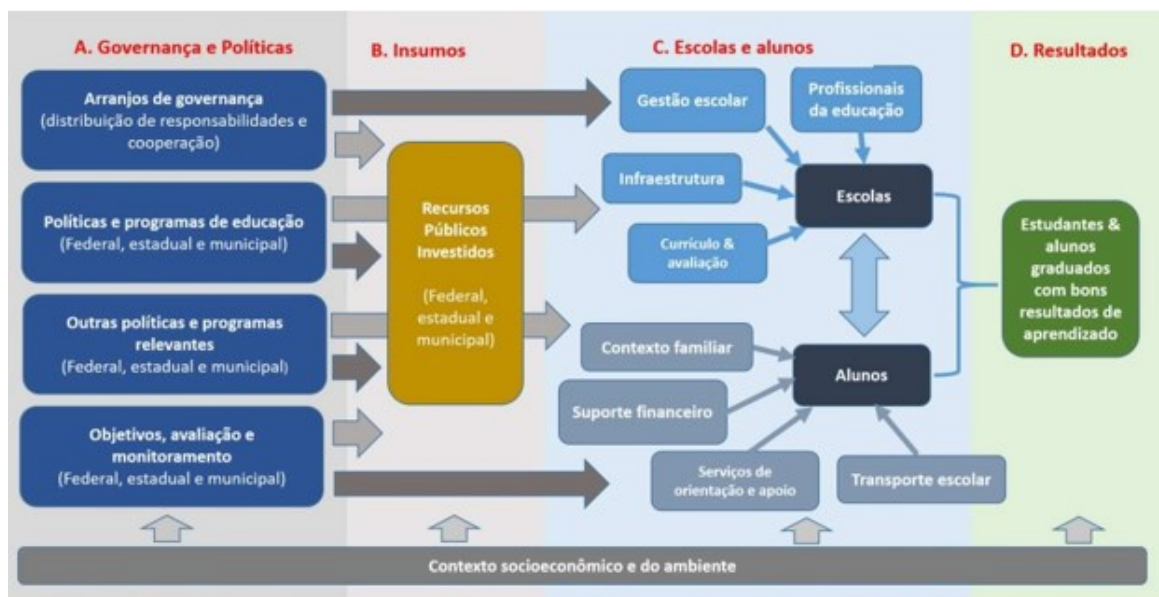 A. Governança e Políticas
Arranjos de governança
(distribuição de responsabilidades e
cooperação)
Políticas e programas de educação
(Federal, estadual e municipal)
Outras políticas e programas
relevantes
(Federal, estadual e municipal)
Objetivos, avaliação e
monitoramento
(Federal, estadual e municipal)
B. Insumos
Recursos
Públicos
Investidos
(Federal,
estadual e
municipal)
C. Escolas e alunos
Gestão escolar
Profissionais
da educação
Infraestrutura
Escolas
Currículo &
avaliação
Contexto familiar
Alunos
Suporte financeiro
Serviços de
orientação e apoio
Transporte escolar
D. Resultados
Estudantes &
alunos
graduados
com bons
resultados de
aprendizado
Contexto socioeconômico e do ambiente